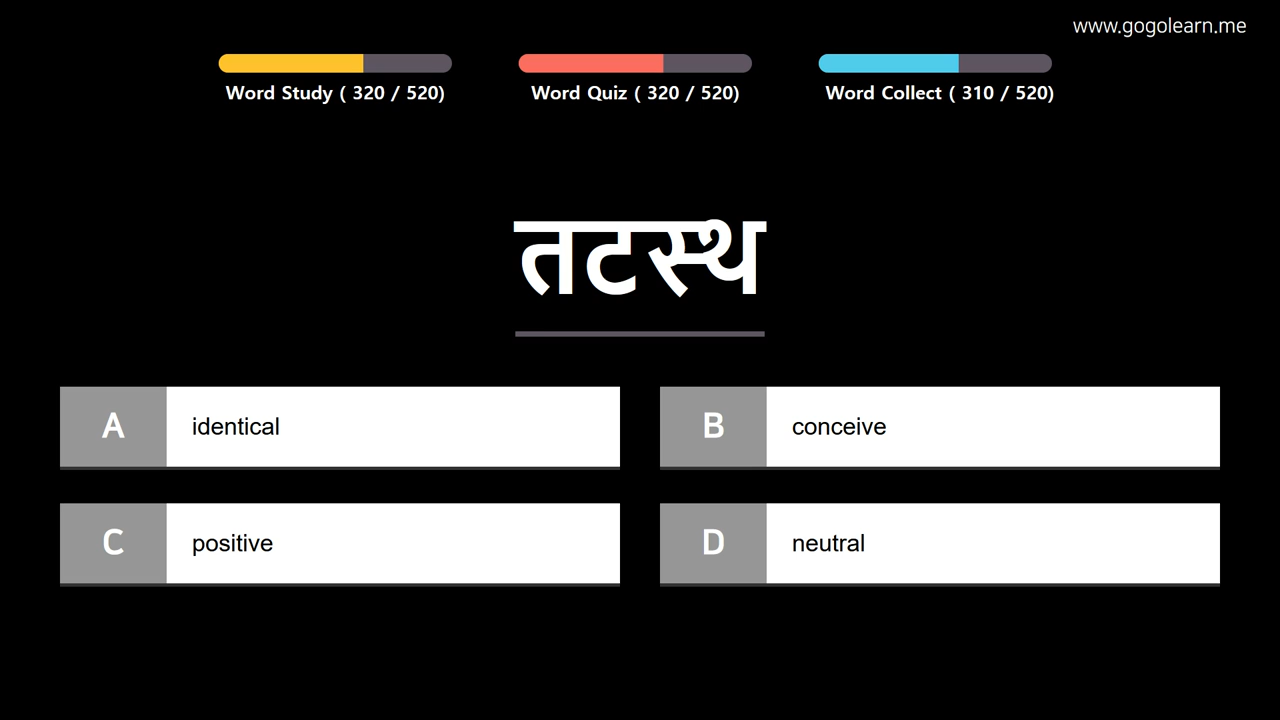 www.gogolearn.me
Word Study ( 320 / 520)
Word Quiz ( 320 / 520)
Word Collect ( 310 / 520)
तटस्थ
A identical
B conceive
C positive
D neutral